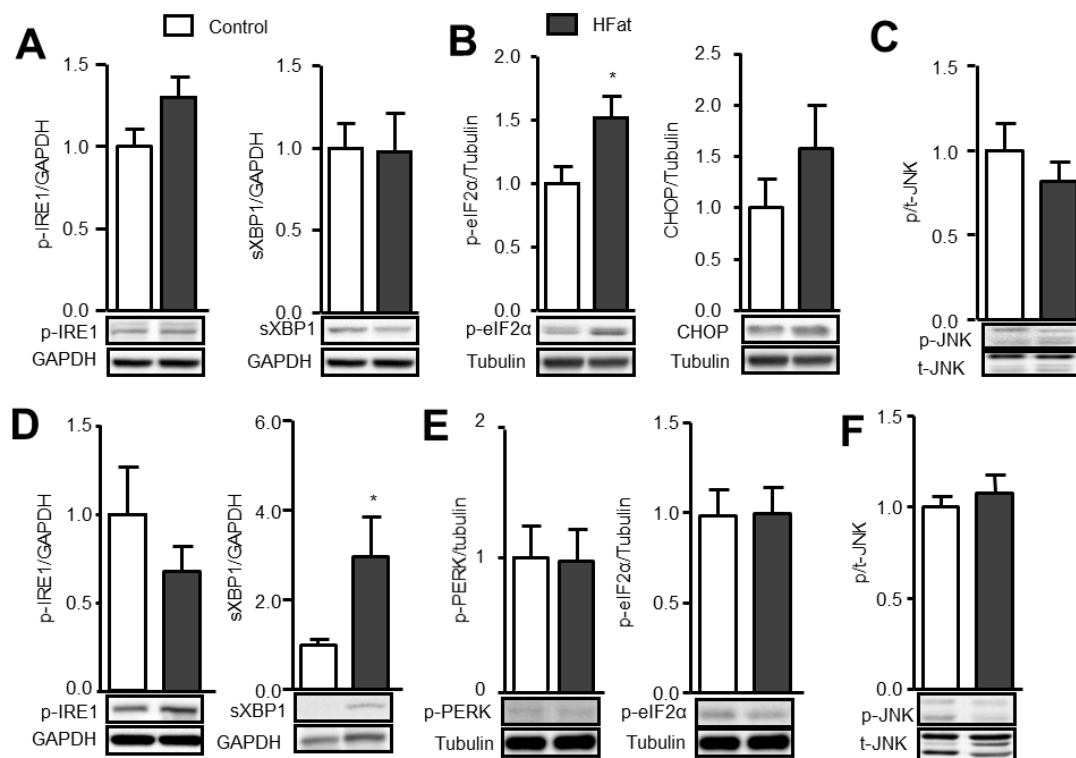 Control
HFat
A
p-IRE1/GAPDH
1.5
1.0
0.5
0.0
p-IRE1
GAPDH
sXBP1/GAPDH
1.5
1.0
0.5
0.0
sXBP1
GAPDH
B
p-eIF2α/Tubulin
2.0
1.5
1.0
0.5
0.0
*
p-eIF2α
Tubulin
CHOP/Tubulin
2.5
2.0
1.5
1.0
0.5
0.0
CHOP
Tubulin
C
p/t-JNK
1.5
1.0
0.5
0.0
p-JNK
t-JNK
D
p-IRE1/GAPDH
1.5
1.0
0.5
0.0
p-IRE1
GAPDH
sXBP1/GAPDH
6.0
4.0
2.0
0.0
*
sXBP1
GAPDH
E
p-PERK/tubulin
2
1
0
p-PERK
Tubulin
p-eIF2α/Tubulin
1.5
1.0
0.5
0.0
p-eIF2α
Tubulin
F
p/t-JNK
1.5
1.0
0.5
0.0
p-JNK
t-JNK